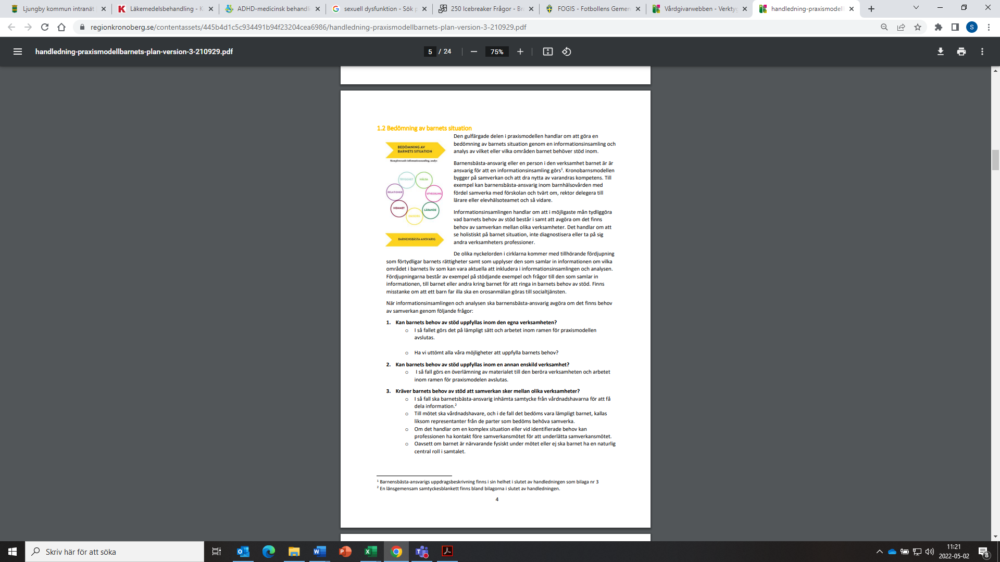 Ljungby kommun intranät
Läkemedelsbehandling - K
ADHD-medicinsk behandli
sexuell dysfunktion - Sök p
250 Icebreaker Frågor - Bra
FOGIS - Fotbollens Gemen
Vårdgivarwebben - Verktyg
handledning-praxismodell
regionkronoberg.se/contentassets/445b4d1c5c934491b94f23204cea6986/handledning-praxismodellbarnets-plan-version-3-210929.pdf
S
handledning-praxismodellbarnets-plan-version-3-210929.pdf
5 / 24
75%
1.2 Bedömning av barnets situation
BEDÖMNING AV
BARNETS SITUATION
Kompletterande informationssamling, analys
TRYGGHET
HÄLSA
RELATIONER
UTVECKLING
HEMMET
LÄRANDE
OMSORG
BARNENSBÄSTA-ANSVARIG
Den gulfärgade delen i praxismodellen handlar om att göra en
bedömning av barnets situation genom en informationsinsamling och
analys av vilket eller vilka områden barnet behöver stöd inom.
Barnensbästa-ansvarig eller en person i den verksamhet barnet är är
ansvarig för att en informationsinsamling görs¹. Kronobarnsmodellen
bygger på samverkan och att dra nytta av varandras kompetens. Till
exempel kan barnensbästa-ansvarig inom barnhälsovården med
fördel samverka med förskolan och tvärt om, rektor delegera till
lärare eller elevhälsoteamet och så vidare.
Informationsinsamlingen handlar om att i möjligaste mån tydliggöra
vad barnets behov av stöd består i samt att avgöra om det finns
behov av samverkan mellan olika verksamheter. Det handlar om att
se holistiskt på barnet situation, inte diagnostisera eller ta på sig
andra verksamheters professioner.
De olika nyckelorden i cirklarna kommer med tillhörande fördjupning
som förtydligar barnets rättigheter samt som upplyser den som samlar in informationen om vilka
området i barnets liv som kan vara aktuella att inkludera i informationsinsamlingen och analysen.
Fördjupningarna består av exempel på stödjande exempel och frågor till den som samlar in
informationen, till barnet eller andra kring barnet för att ringa in barnets behov av stöd. Finns
misstanke om att ett barn far illa ska en orosanmälan göras till socialtjänsten.
När informationsinsamlingen och analysen ska barnensbästa-ansvarig avgöra om det finns behov
av samverkan genom följande frågor:
1. Kan barnets behov av stöd uppfyllas inom den egna verksamheten?
o I så fallet görs det på lämpligt sätt och arbetet inom ramen för praxismodellen
avslutas.
o Ha vi uttömt alla våra möjligheter att uppfylla barnets behov?
2. Kan barnets behov av stöd uppfyllas inom en annan enskild verksamhet?
o I så fall görs en överlämning av materialet till den beröra verksamheten och arbetet
inom ramen för praxismodelen avslutas.
3. Kräver barnets behov av stöd att samverkan sker mellan olika verksamheter?
o I så fall ska barnetsbästa-ansvarig inhämta samtycke från vårdnadshavarna för att få
dela information.²
o Till mötet ska vårdnadshavare, och i de fall det bedöms vara lämpligt barnet, kallas
liksom representanter från de parter som bedöms behöva samverka.
o Om det handlar om en komplex situation eller vid identifierade behov kan
professionen ha kontakt före samverkansmötet för att underlätta samverkansmötet.
o Oavsett om barnet är närvarande fysiskt under mötet eller ej ska barnet ha en naturlig
central roll i samtalet.
¹ Barnensbästa-ansvarigs uppdragsbeskrivning finns i sin helhet i slutet av handledningen som bilaga nr 3
² En länsgemensam samtyckesblankett finns bland bilagorna i slutet av handledningen.
4
Skriv här för att söka
11:21
2022-05-02
8